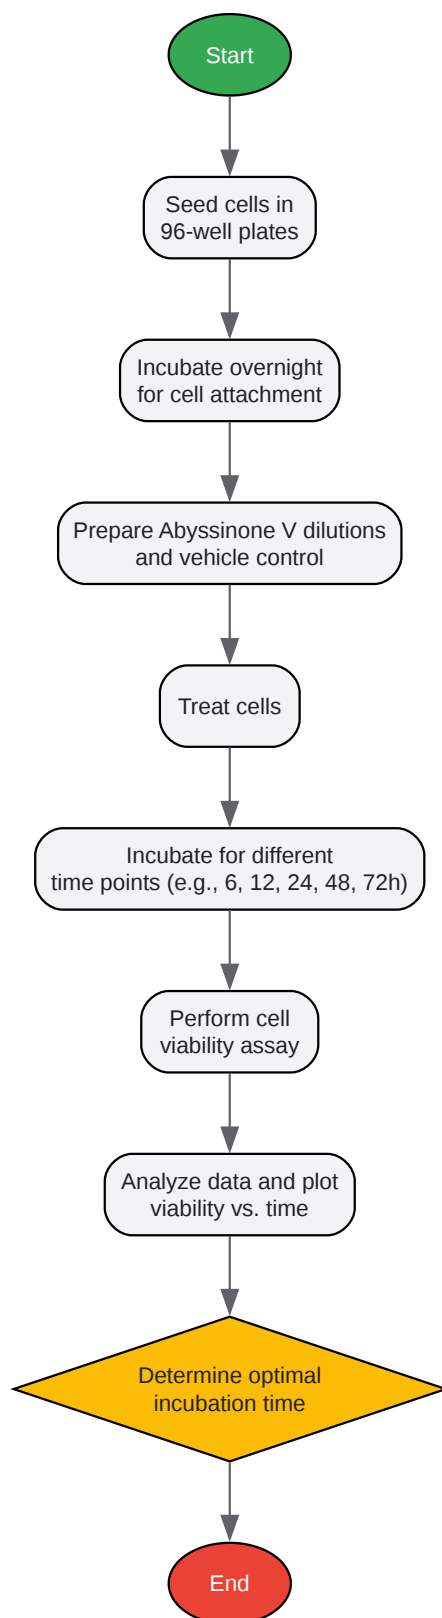 Start
Seed cells in
96-well plates
Incubate overnight
for cell attachment
Prepare Abyssinone V dilutions
and vehicle control
Treat cells
Incubate for different
time points (e.g., 6, 12, 24, 48, 72h)
Perform cell
viability assay
Analyze data and plot
viability vs. time
Determine optimal
incubation time
End